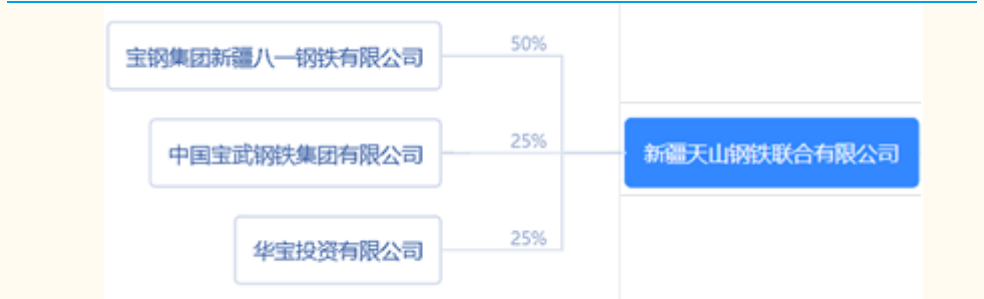 宝钢集团新疆八一钢铁有限公司
50%
中国宝武钢铁集团有限公司
25%
新疆天山钢铁联合有限公司
华宝投资有限公司
25%